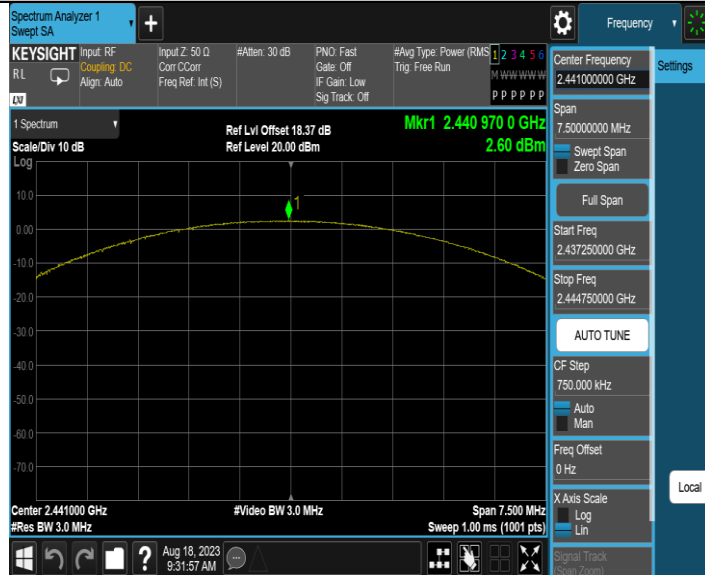 Spectrum Analyzer 1
Swept SA
Frequency
KEYSIGHT
RL
LXI
Input: RF
Coupling: DC
Align: Auto
Input Z: 50 Ω
Corr CCorr
Freq Ref: Int (S)
#Atten: 30 dB
PNO: Fast
Gate: Off
IF Gain: Low
Sig Track: Off
#Avg Type: Power (RMS
Trig: Free Run
1 2 3 4 5 6
M W W W W W
P P P P P P
1 Spectrum
Scale/Div 10 dB
Log
Ref Lvl Offset 18.37 dB
Ref Level 20.00 dBm
Mkr1 2.440 970 0 GHz
2.60 dBm
1
10.0
0.00
-10.0
-20.0
-30.0
-40.0
-50.0
-60.0
-70.0
Center 2.441000 GHz
#Res BW 3.0 MHz
#Video BW 3.0 MHz
Span 7.500 MHz
Sweep 1.00 ms (1001 pts)
Aug 18, 2023
9:31:57 AM
?
Center Frequency
2.441000000 GHz
Settings
Span
7.50000000 MHz
Swept Span
Zero Span
Full Span
Start Freq
2.437250000 GHz
Stop Freq
2.444750000 GHz
AUTO TUNE
CF Step
750.000 kHz
Auto
Man
Freq Offset
0 Hz
Local
X Axis Scale
Log
Lin
Signal Track
(Span Zoom)